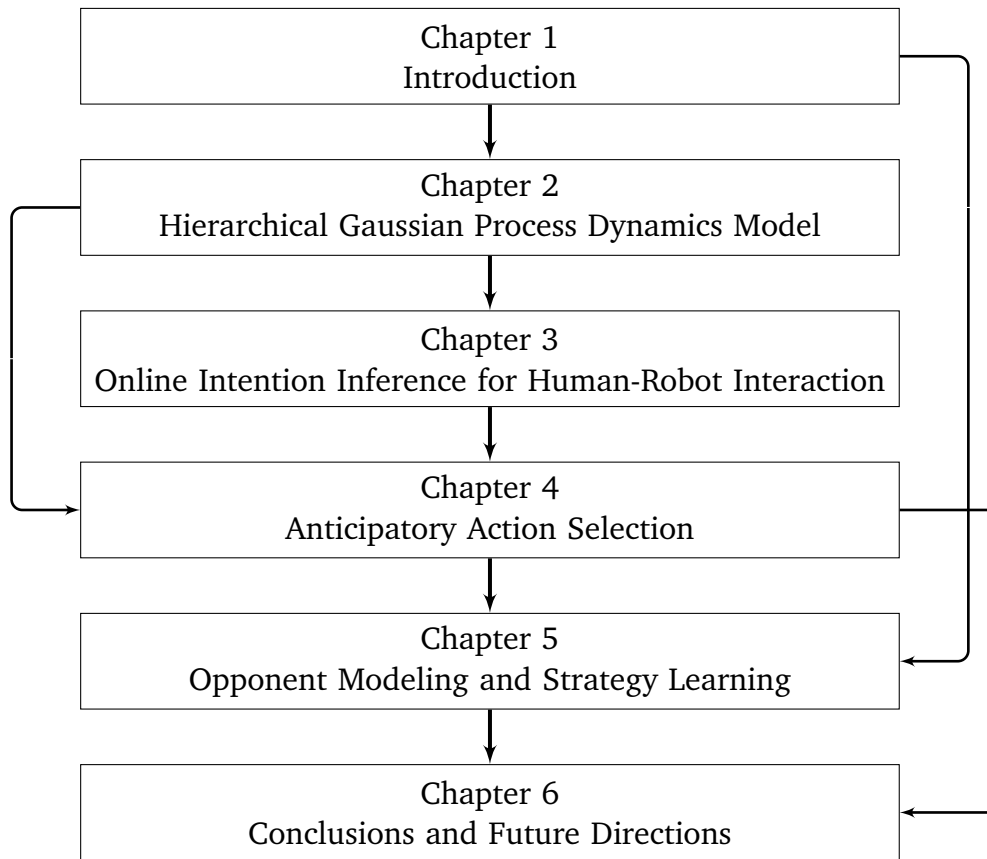 Chapter 1
Introduction
Chapter 2
Hierarchical Gaussian Process Dynamics Model
Chapter 3
Online Intention Inference for Human-Robot Interaction
Chapter 4
Anticipatory Action Selection
Chapter 5
Opponent Modeling and Strategy Learning
Chapter 6
Conclusions and Future Directions